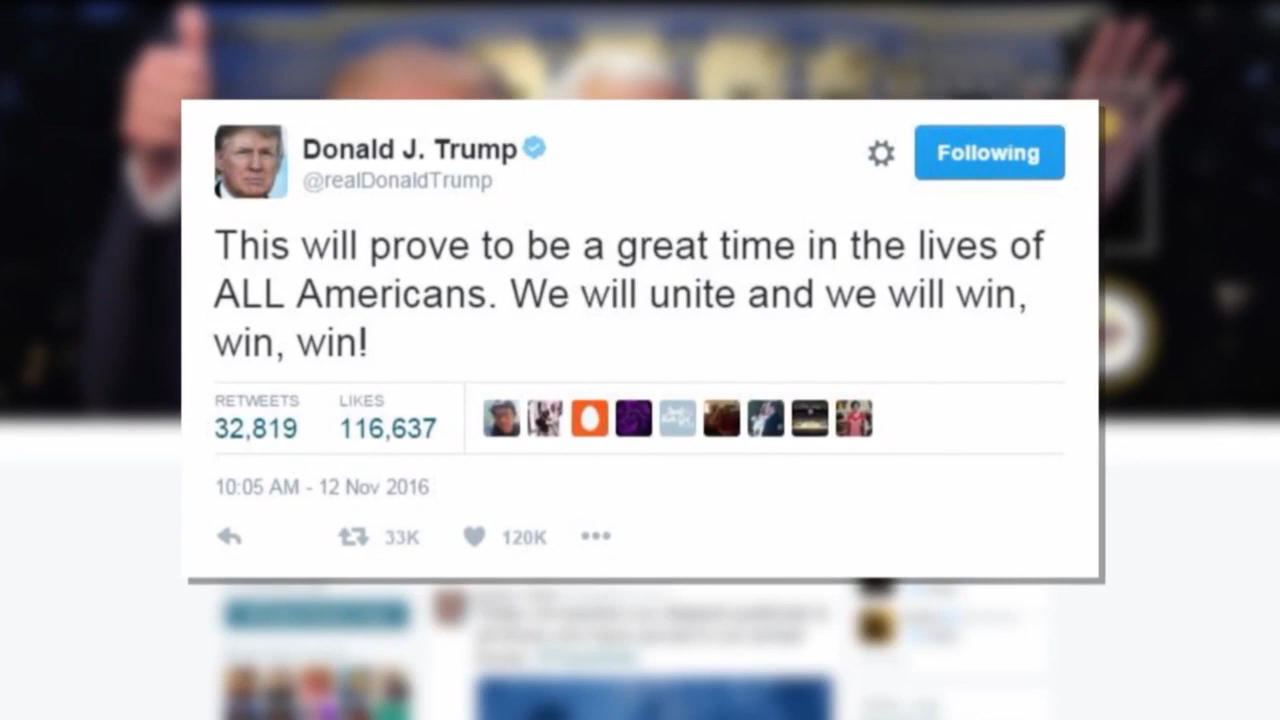 Donald J. Trump
@realDonaldTrump
Following
This will prove to be a great time in the lives of
ALL Americans. We will unite and we will win,
win, win!
RETWEETS LIKES
32,819 116,637
10:05 AM - 12 Nov 2016
33K 120K